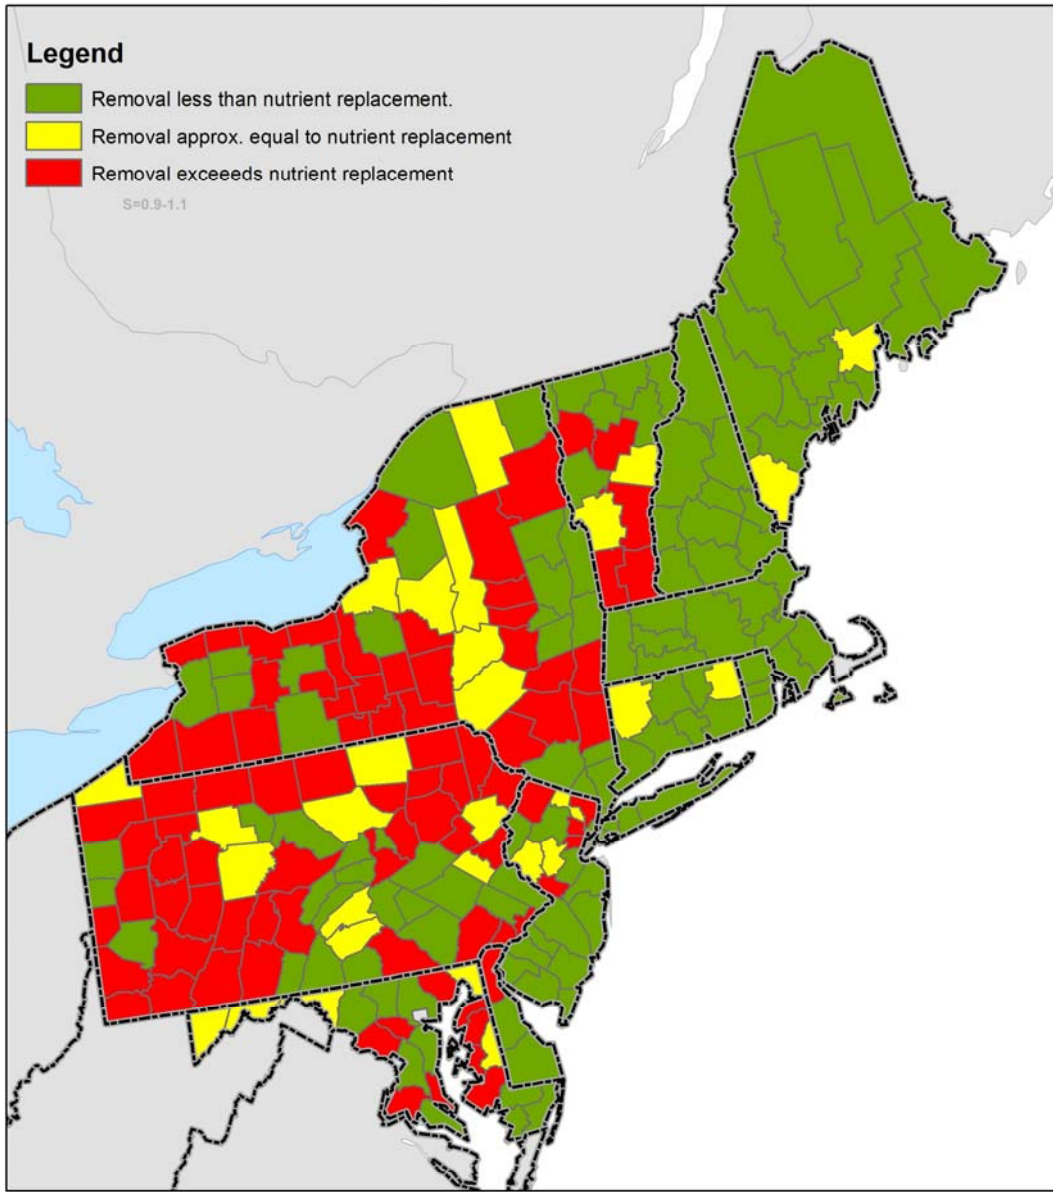 Legend
Removal less than nutrient replacement.
Removal approx. equal to nutrient replacement
Removal exceeeds nutrient replacement
S=0.9-1.1